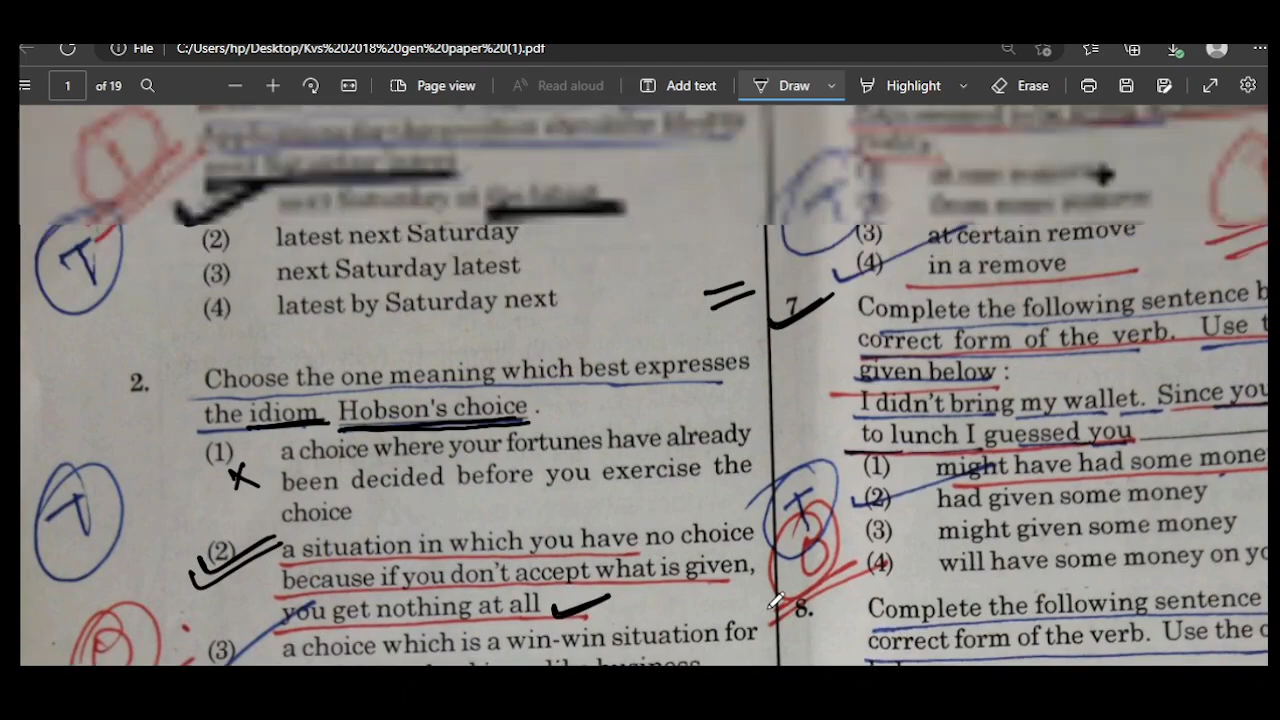 File C:/Users/hp/Desktop/Kvs%202018%20gen%20paper%20(1).pdf
1 of 19 Page view Read aloud Add text Draw Highlight Erase
(2) latest next Saturday
(3) next Saturday latest
(4) latest by Saturday next
2. Choose the one meaning which best expresses
the idiom Hobson's choice .
(1) a choice where your fortunes have already
been decided before you exercise the
choice
(2) a situation in which you have no choice
because if you don't accept what is given,
you get nothing at all
(3) a choice which is a win-win situation for
(3) at certain remove
(4) in a remove
7 Complete the following sentence b
correct form of the verb. Use t
given below :
I didn't bring my wallet. Since you
to lunch I guessed you
(1) might have had some mone
(2) had given some money
(3) might given some money
(4) will have some money on yo
8. Complete the following sentence
correct form of the verb. Use the c